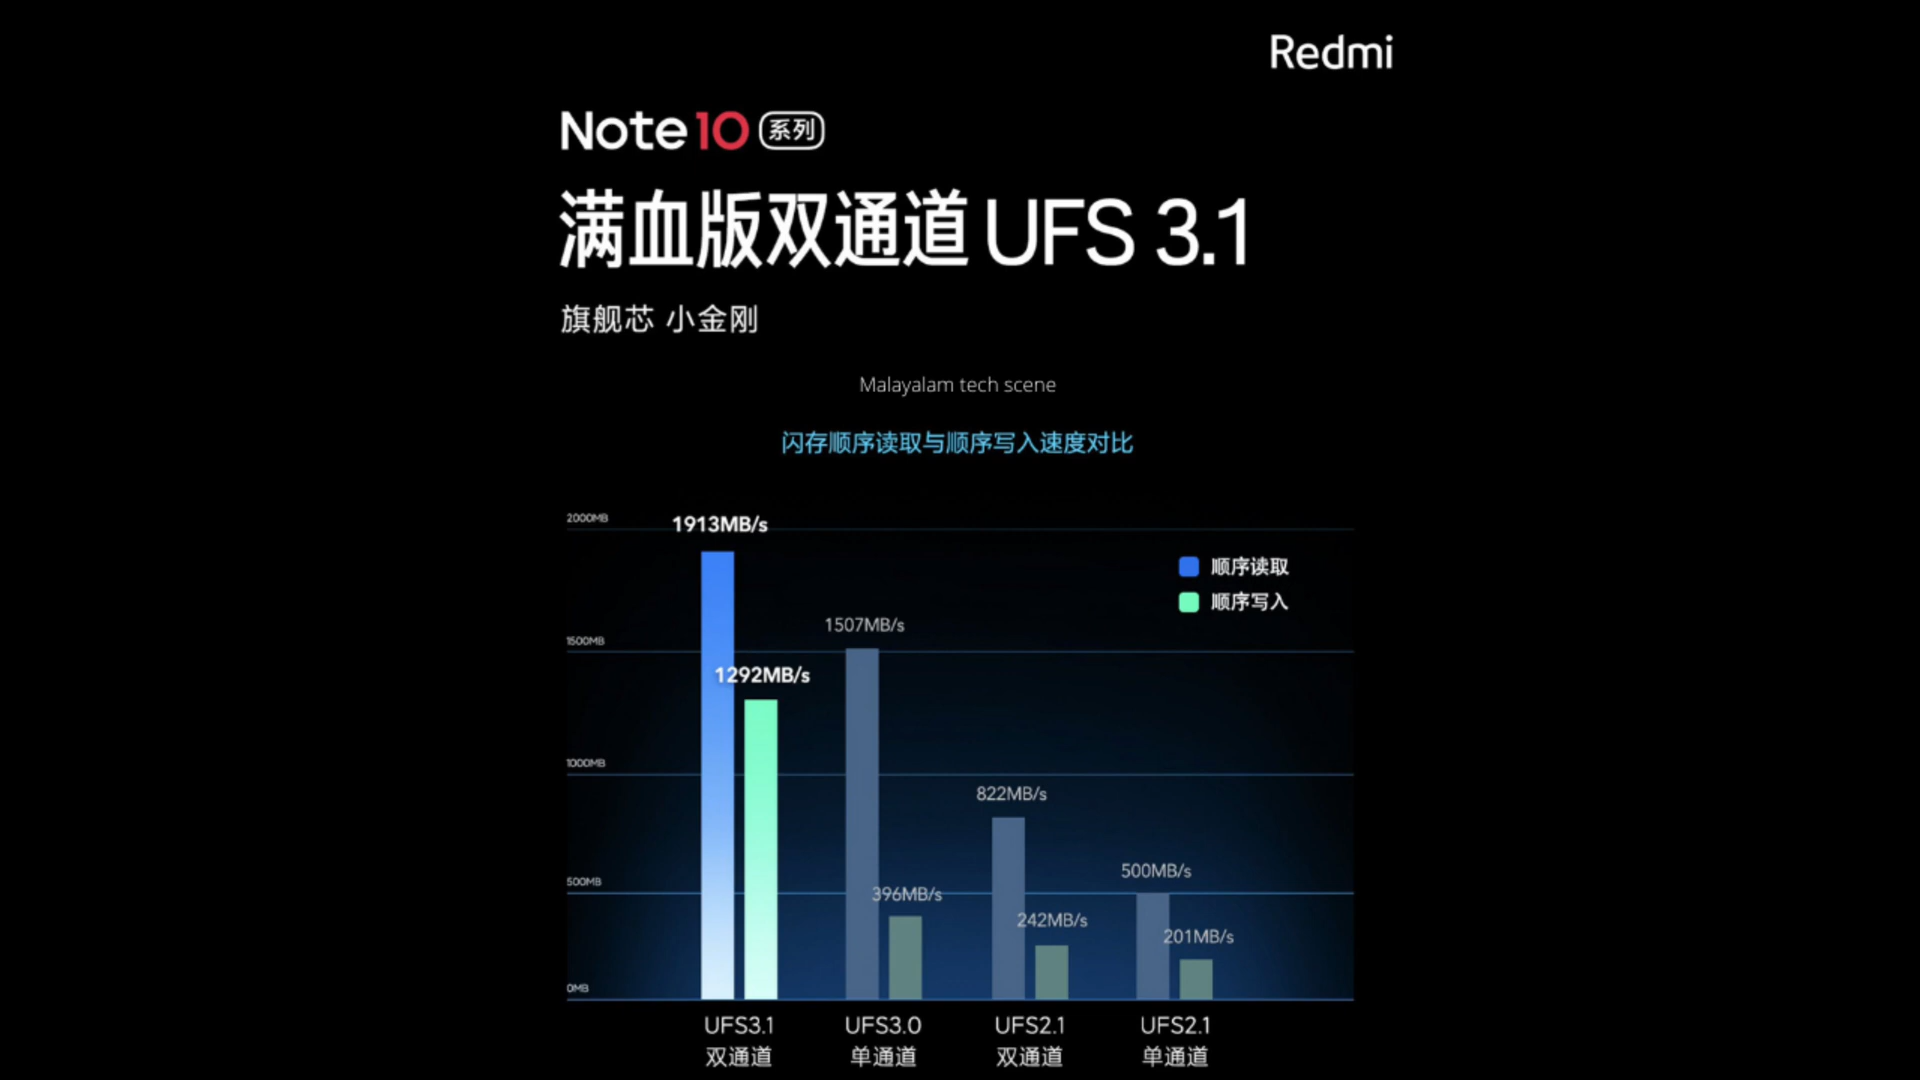 Redmi
Note 10 系列
满血版双通道 UFS 3.1
旗舰芯 小金刚
Malayalam tech scene
闪存顺序读取与顺序写入速度对比
2000MB
1913MB/s
顺序读取
顺序写入
1507MB/s
1500MB
1292MB/s
1000MB
822MB/s
500MB/s
500MB
396MB/s
242MB/s
201MB/s
0MB
UFS3.1 UFS3.0 UFS2.1 UFS2.1
双通道 单通道 双通道 单通道